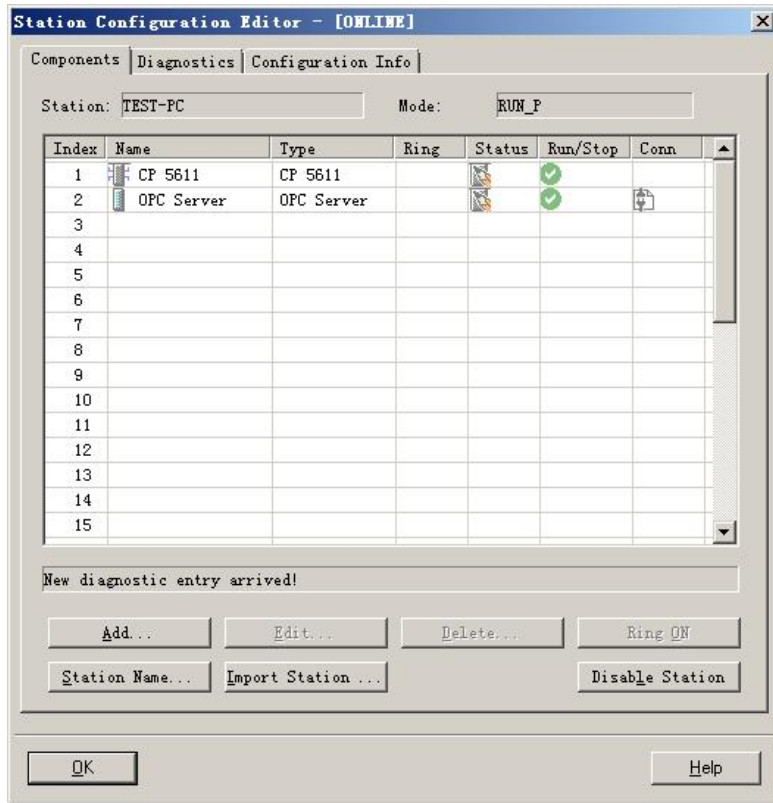 Station Configuration Editor - [ONLINE]
Components Diagnostics Configuration Info
Station: TEST-PC Mode: RUN_P
Index Name Type Ring Status Run/Stop Conn
1 CP 5611 CP 5611
2 OPC Server OPC Server
3
4
5
6
7
8
9
10
11
12
13
14
15
New diagnostic entry arrived!
Add... Edit... Delete... Ring ON
Station Name... Import Station ... Disable Station
OK Help